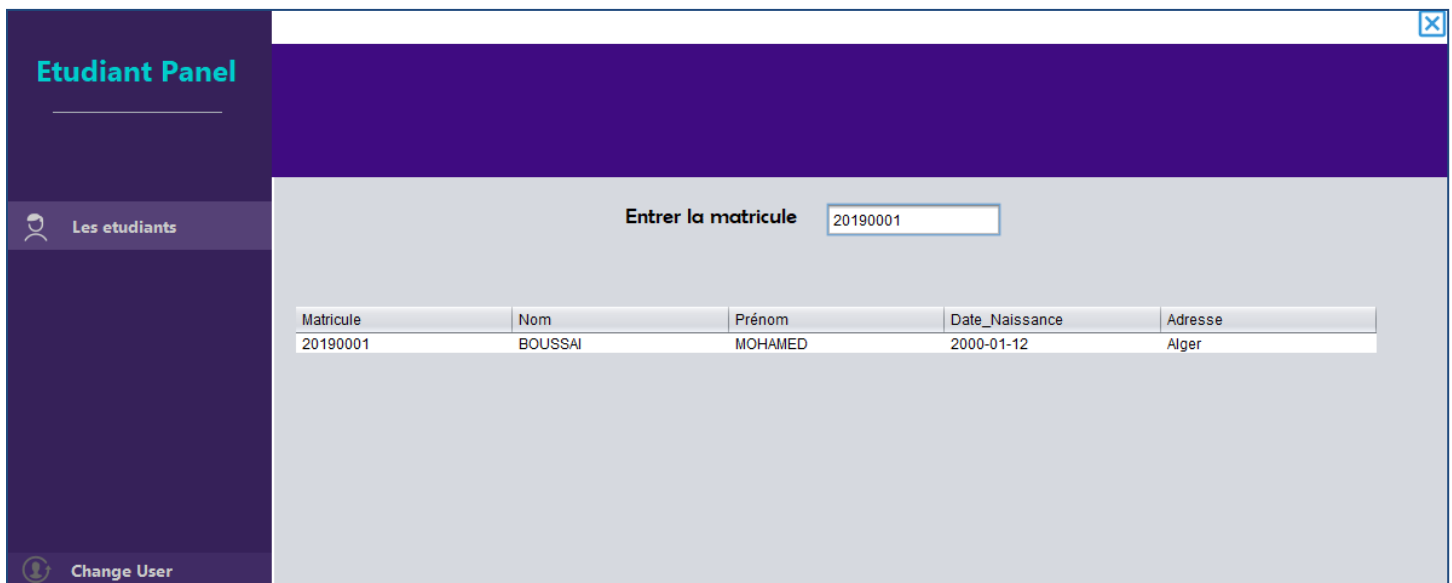 Etudiant Panel
Les etudiants
Change User
Entrer la matricule 20190001
Matricule Nom Prénom Date_Naissance Adresse
20190001 BOUSSAI MOHAMED 2000-01-12 Alger